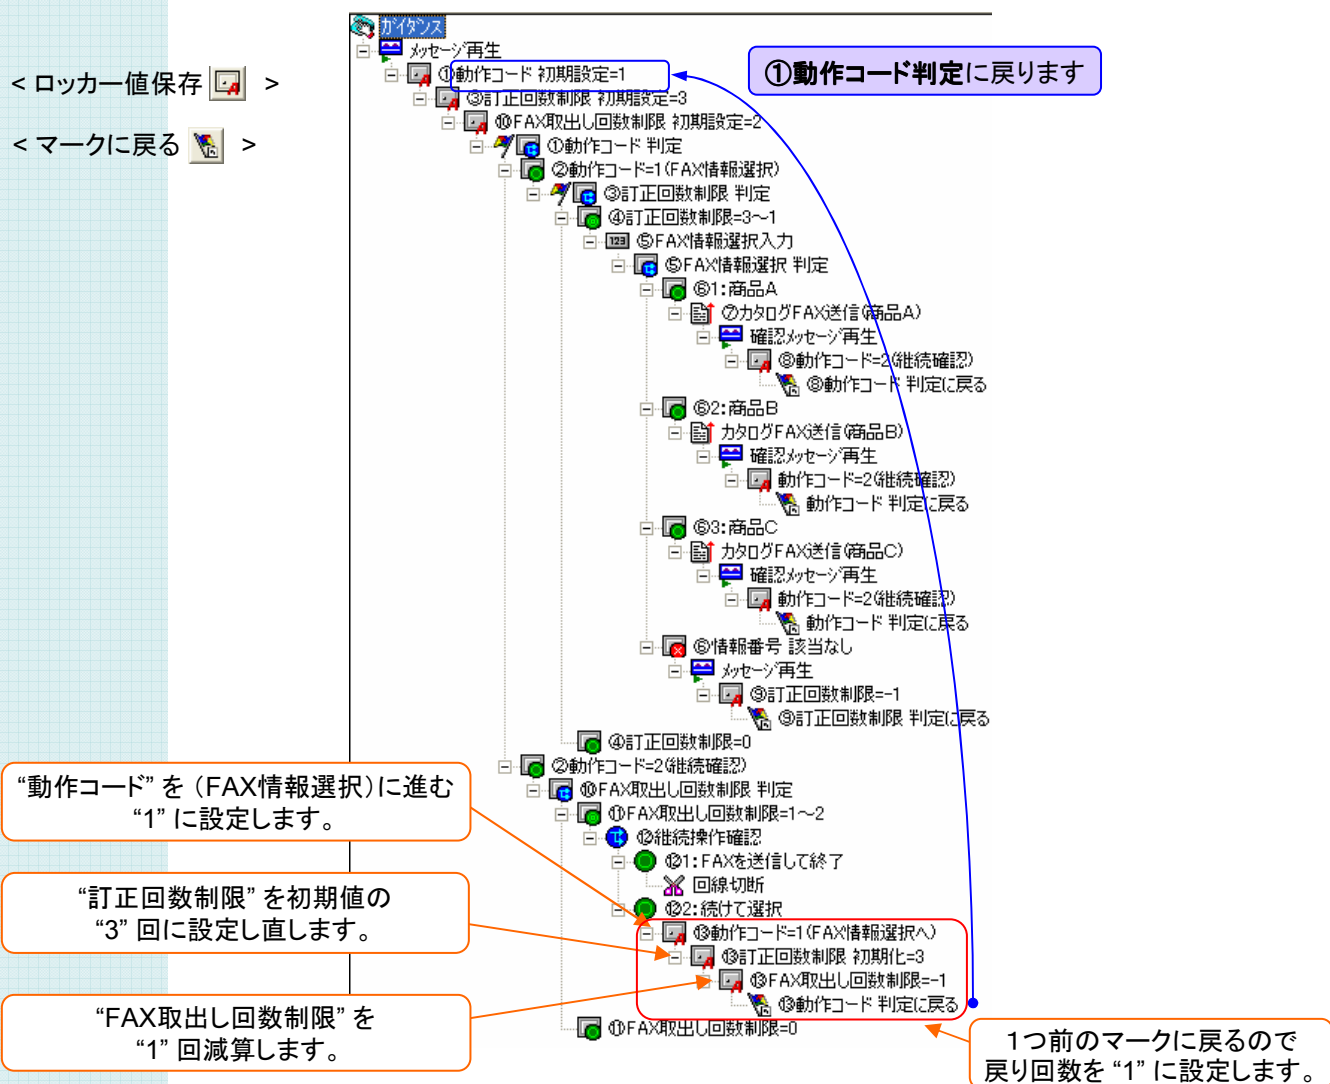 ガイダンス
メッセージ再生
①動作コード 初期設定=1
①動作コード判定に戻ります
< ロッカー値保存 >
③訂正回数制限 初期設定=3
⑩FAX取出し回数制限 初期設定=2
< マークに戻る >
①動作コード 判定
②動作コード=1(FAX情報選択)
③訂正回数制限 判定
④訂正回数制限=3～1
123 ⑤FAX情報選択入力
⑤FAX情報選択 判定
⑥1:商品A
⑦カタログFAX送信(商品A)
確認メッセージ再生
⑧動作コード=2(継続確認)
⑧動作コード 判定に戻る
⑥2:商品B
カタログFAX送信(商品B)
確認メッセージ再生
動作コード=2(継続確認)
動作コード 判定に戻る
⑥3:商品C
カタログFAX送信(商品C)
確認メッセージ再生
動作コード=2(継続確認)
動作コード 判定に戻る
⑥情報番号 該当なし
メッセージ再生
⑨訂正回数制限=-1
⑨訂正回数制限 判定に戻る
④訂正回数制限=0
②動作コード=2(継続確認)
“動作コード” を （FAX情報選択）に進む
“1” に設定します。
⑩FAX取出し回数制限 判定
⑪FAX取出し回数制限=1～2
⑫継続操作確認
⑫1:FAXを送信して終了
回線切断
⑫2:続けて選択
“訂正回数制限” を初期値の
“3” 回に設定し直します。
⑬動作コード=1(FAX情報選択へ)
⑬訂正回数制限 初期化=3
⑬FAX取出し回数制限=-1
⑬動作コード 判定に戻る
⑪FAX取出し回数制限=0
“FAX取出し回数制限” を
“1” 回減算します。
1つ前のマークに戻るので
戻り回数を “1” に設定します。